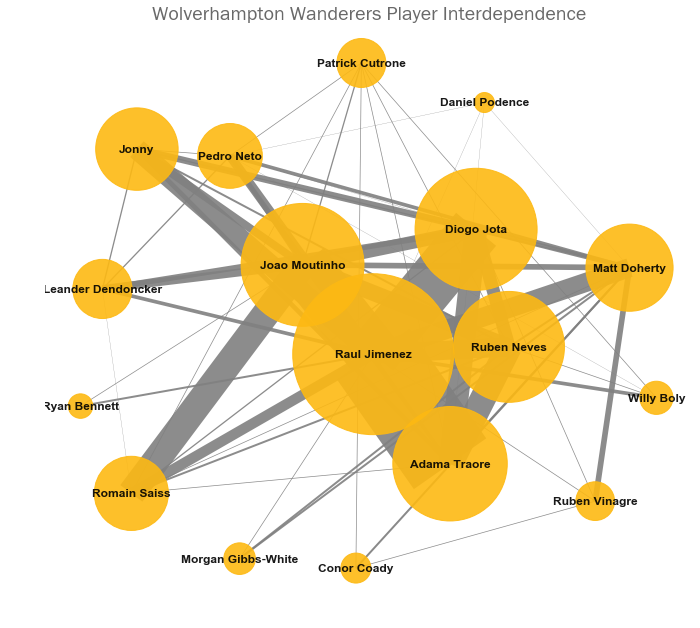 Wolverhampton Wanderers Player Interdependence
Patrick Cutrone
Daniel Podence
Jonny
Pedro Neto
Diogo Jota
Joao Moutinho
Matt Doherty
Leander Dendoncker
Raul Jimenez
Ruben Neves
Willy Boly
Ryan Bennett
Adama Traore
Romain Saiss
Ruben Vinagre
Morgan Gibbs-White
Conor Coady